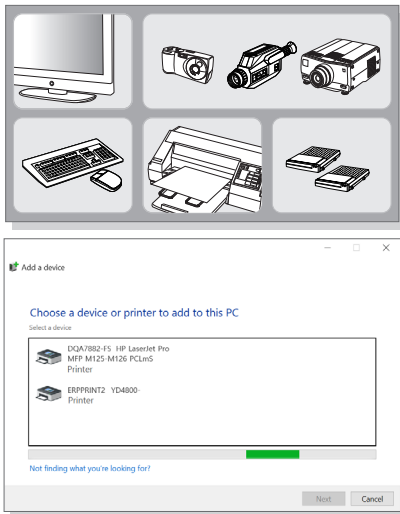 Add a device
Choose a device or printer to add to this PC
Select a device
DQA7882-F5 HP LaserJet Pro
MFP M125-M126 PCLmS
Printer
ERPPRINT2 YD4800-
Printer
Not finding what you're looking for?
Next Cancel